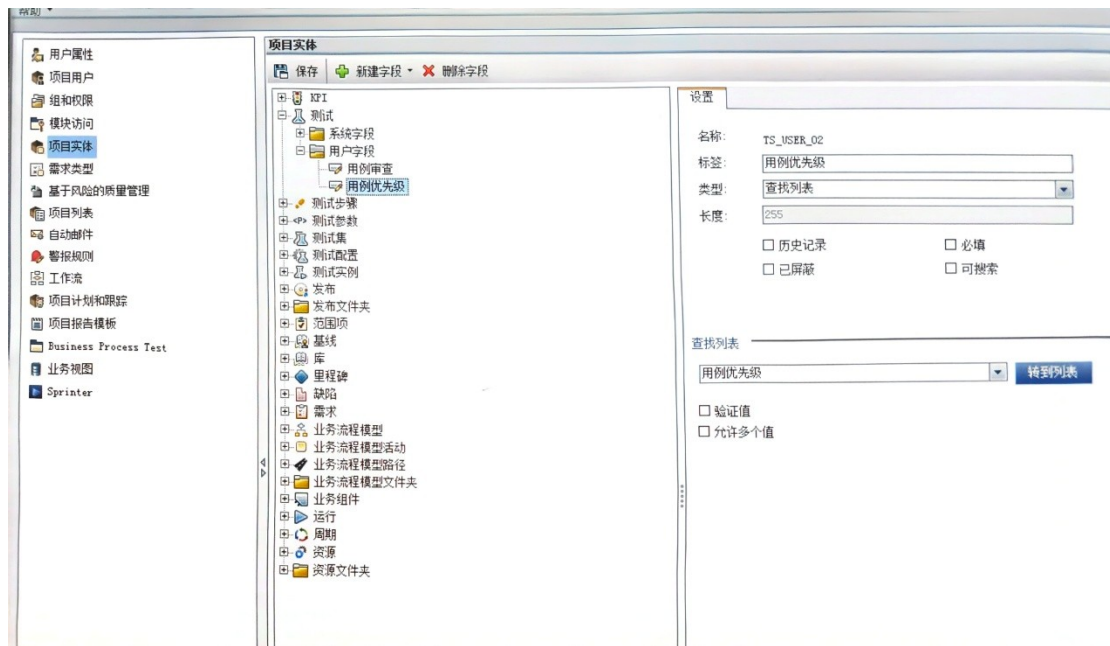 帮助
用户属性
项目用户
组和权限
模块访问
项目实体
需求类型
基于风险的质量管理
项目列表
自动邮件
警报规则
工作流
项目计划和跟踪
项目报告模板
Business Process Test
业务视图
Sprinter
项目实体
保存 新建字段 删除字段
KPI
测试
系统字段
用户字段
用例审查
用例优先级
测试步骤
<P> 测试参数
测试集
测试配置
测试实例
发布
发布文件夹
范围项
基线
库
里程碑
缺陷
需求
业务流程模型
业务流程模型活动
业务流程模型路径
业务流程模型文件夹
业务组件
运行
周期
资源
资源文件夹
设置
名称: TS_USER_02
标签: 用例优先级
类型: 查找列表
长度: 255
历史记录 必填
已屏蔽 可搜索
查找列表
用例优先级 转到列表
验证值
允许多个值